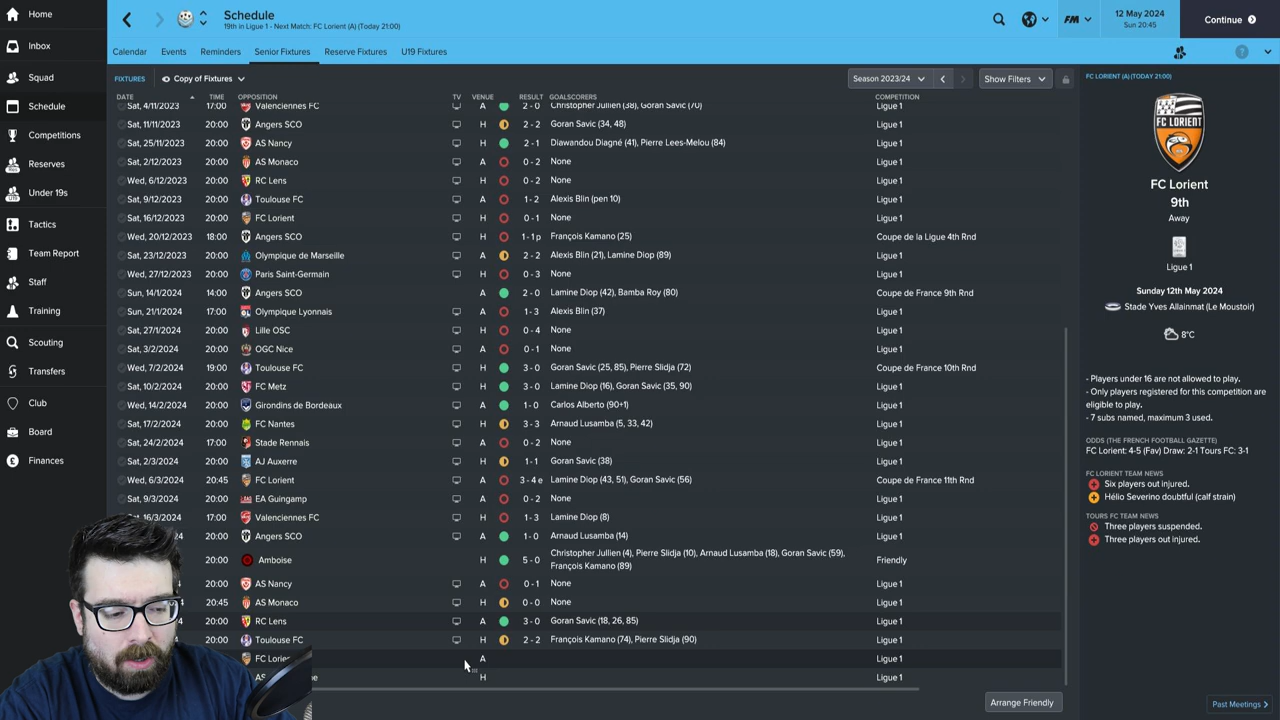 Home
Inbox
Squad
Schedule
Competitions
Reserves
Under 19s
Tactics
Team Report
Staff
Training
Scouting
Transfers
Club
Board
Finances
Schedule
19th in Ligue 1 - Next Match: FC Lorient (A) (Today 21:00)
FM
12 May 2024
Sun 20:45
Continue
Calendar Events Reminders Senior Fixtures Reserve Fixtures U19 Fixtures
FIXTURES Copy of Fixtures Season 2023/24 Show Filters
DATE TIME OPPOSITION TV VENUE RESULT GOALSCORERS COMPETITION
Sat, 4/11/2023 17:00 Valenciennes FC A 2 - 0 Christopher Jullien (38), Goran Savic (70) Ligue 1
Sat, 11/11/2023 20:00 Angers SCO H 2 - 2 Goran Savic (34, 48) Ligue 1
Sat, 25/11/2023 20:00 AS Nancy H 2 - 1 Diawandou Diagné (41), Pierre Lees-Melou (84) Ligue 1
Sat, 2/12/2023 20:00 AS Monaco A 0 - 2 None Ligue 1
Wed, 6/12/2023 20:00 RC Lens H 0 - 2 None Ligue 1
Sat, 9/12/2023 20:00 Toulouse FC A 1 - 2 Alexis Blin (pen 10) Ligue 1
Sat, 16/12/2023 20:00 FC Lorient H 0 - 1 None Ligue 1
Wed, 20/12/2023 18:00 Angers SCO H 1 - 1 p François Kamano (25) Coupe de la Ligue 4th Rnd
Sat, 23/12/2023 20:00 Olympique de Marseille A 2 - 2 Alexis Blin (21), Lamine Diop (89) Ligue 1
Wed, 27/12/2023 20:00 Paris Saint-Germain H 0 - 3 None Ligue 1
Sun, 14/1/2024 14:00 Angers SCO A 2 - 0 Lamine Diop (42), Bamba Roy (80) Coupe de France 9th Rnd
Sun, 21/1/2024 17:00 Olympique Lyonnais A 1 - 3 Alexis Blin (37) Ligue 1
Sat, 27/1/2024 20:00 Lille OSC H 0 - 4 None Ligue 1
Sat, 3/2/2024 20:00 OGC Nice A 0 - 1 None Ligue 1
Wed, 7/2/2024 19:00 Toulouse FC H 3 - 0 Goran Savic (25, 85), Pierre Slidja (72) Coupe de France 10th Rnd
Sat, 10/2/2024 20:00 FC Metz H 3 - 0 Lamine Diop (16), Goran Savic (35, 90) Ligue 1
Wed, 14/2/2024 20:00 Girondins de Bordeaux A 1 - 0 Carlos Alberto (90+1) Ligue 1
Sat, 17/2/2024 20:00 FC Nantes H 3 - 3 Arnaud Lusamba (5, 33, 42) Ligue 1
Sat, 24/2/2024 17:00 Stade Rennais A 0 - 2 None Ligue 1
Sat, 2/3/2024 20:00 AJ Auxerre H 1 - 1 Goran Savic (38) Ligue 1
Wed, 6/3/2024 20:45 FC Lorient A 3 - 4 e Lamine Diop (43, 51), Goran Savic (56) Coupe de France 11th Rnd
Sat, 9/3/2024 20:00 EA Guingamp A 0 - 2 None Ligue 1
Sat, 16/3/2024 17:00 Valenciennes FC H 1 - 3 Lamine Diop (8) Ligue 1
20:00 Angers SCO A 1 - 0 Arnaud Lusamba (14) Ligue 1
20:00 Amboise H 5 - 0 Christopher Jullien (4), Pierre Slidja (10), Arnaud Lusamba (18), Goran Savic (59), François Kamano (89) Friendly
20:00 AS Nancy A 0 - 1 None Ligue 1
20:45 AS Monaco H 0 - 0 None Ligue 1
20:00 RC Lens A 3 - 0 Goran Savic (18, 26, 85) Ligue 1
20:00 Toulouse FC H 2 - 2 François Kamano (74), Pierre Slidja (90) Ligue 1
FC A Ligue 1
H Ligue 1
Arrange Friendly
FC LORIENT (A) (TODAY 21:00)
FC LORIENT
FC Lorient
9th
Away
Ligue 1
Sunday 12th May 2024
Stade Yves Allainmat (Le Moustoir)
8°C
- Players under 16 are not allowed to play.
- Only players registered for this competition are
eligible to play.
- 7 subs named, maximum 3 used.
ODDS (THE FRENCH FOOTBALL GAZETTE)
FC Lorient: 4-5 (Fav) Draw: 2-1 Tours FC: 3-1
FC LORIENT TEAM NEWS
Six players out injured.
Hélio Severino doubtful (calf strain)
TOURS FC TEAM NEWS
Three players suspended.
Three players out injured.
Past Meetings